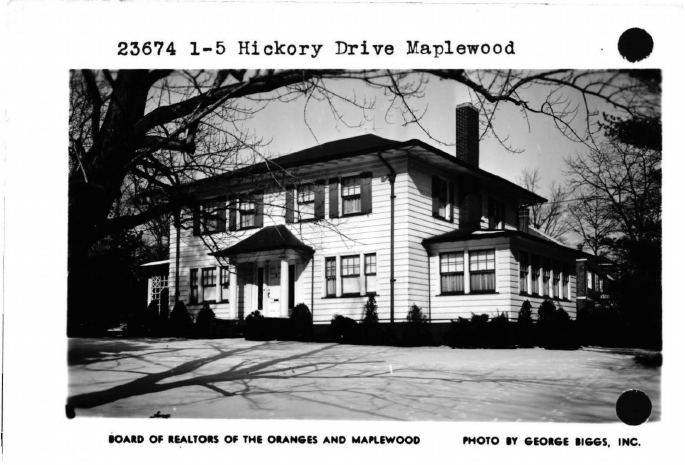 23674 1-5 Hickory Drive Maplewood
BOARD OF REALTORS OF THE ORANGES AND MAPLEWOOD PHOTO BY GEORGE BIGGS, INC.